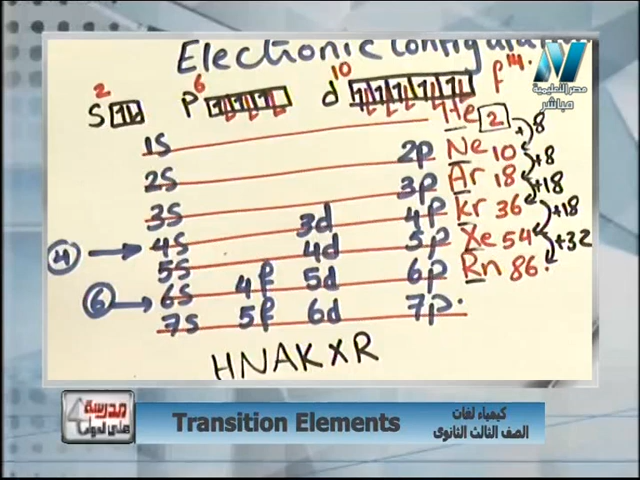 Electronic Configuration
S 2 P 6 d 10 f 14
مصر التعليمية
مباشر
1S He 2 +8
2S 2p Ne 10 +8
3S 3p Ar 18 +18
4 4S 3d 4p Kr 36 +18
5S 4d 5p Xe 54 +32
6 6S 4f 5d 6p Rn 86
7S 5f 6d 7p
HNAKXR
مدرسة على الهواء
Transition Elements
كيمياء لغات
الصف الثالث الثانوى